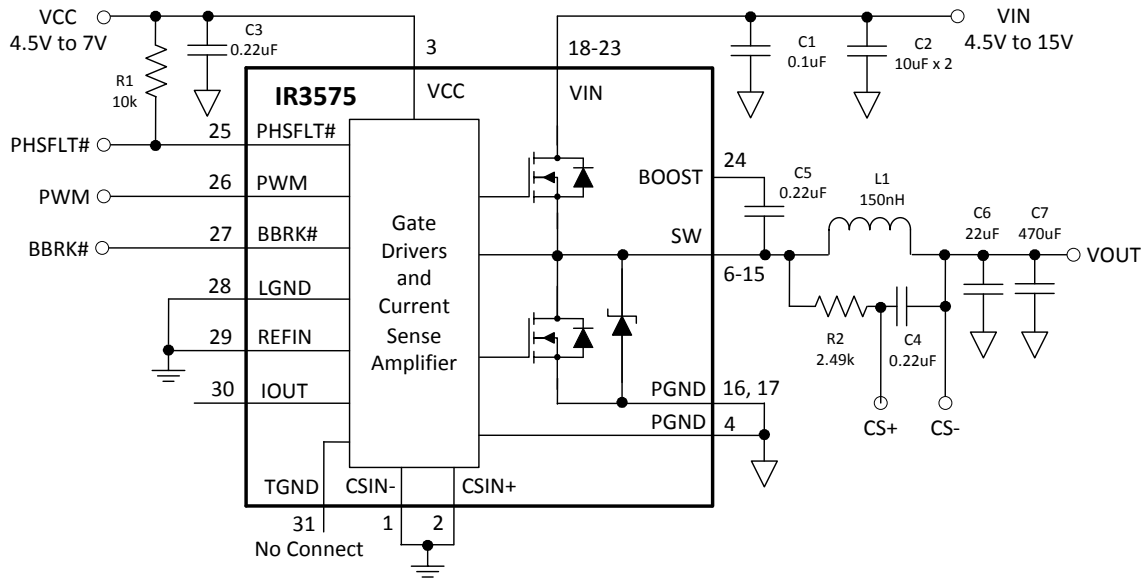 VCC
4.5V to 7V
C3
0.22uF
R1
10k
3
18-23
C1
0.1uF
C2
10uF x 2
VIN
4.5V to 15V
IR3575
VCC
VIN
PHSFLT#
25
PHSFLT#
PWM
26
PWM
BBRK#
27
BBRK#
28
LGND
29
REFIN
30
IOUT
Gate
Drivers
and
Current
Sense
Amplifier
BOOST
24
C5
0.22uF
SW
6-15
L1
150nH
C6
22uF
C7
470uF
VOUT
R2
2.49k
C4
0.22uF
CS+
CS-
PGND
16, 17
PGND
4
TGND
CSIN-
CSIN+
31
1
2
No Connect